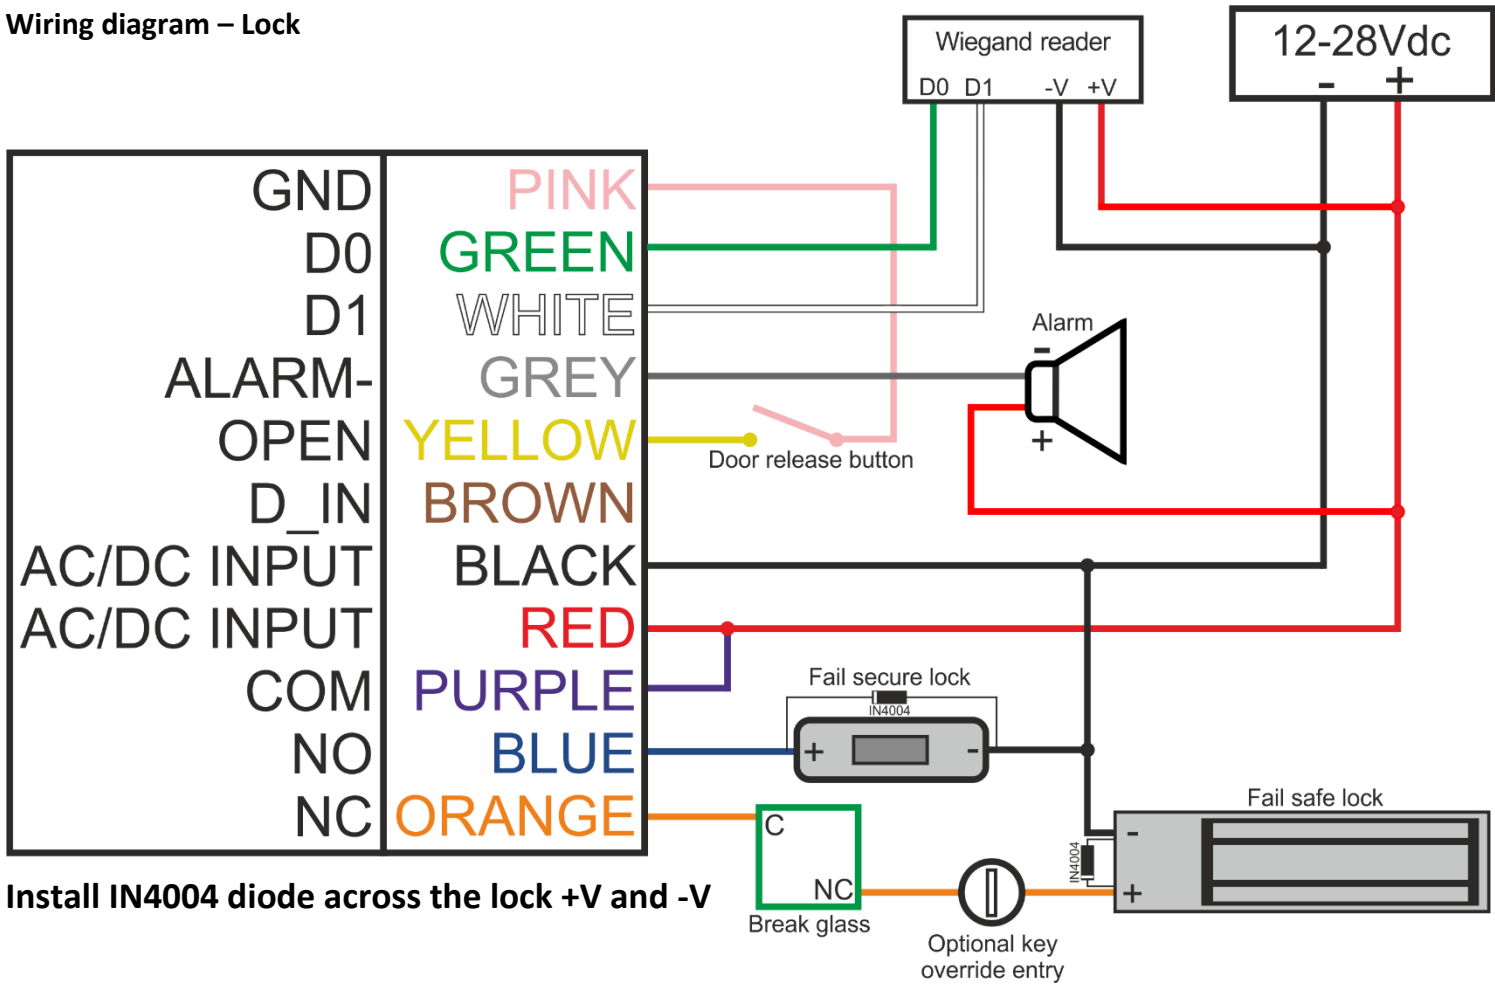 Wiring diagram – Lock
Wiegand reader
D0 D1 -V +V
12-28Vdc
- +
GND PINK
D0 GREEN
D1 WHITE
ALARM- GREY
OPEN YELLOW
D_IN BROWN
AC/DC INPUT BLACK
AC/DC INPUT RED
COM PURPLE
NO BLUE
NC ORANGE
Alarm
-
+
Door release button
Fail secure lock
IN4004
+ -
Fail safe lock
-
IN4004
+
C
NC
Break glass
Optional key
override entry
Install IN4004 diode across the lock +V and -V